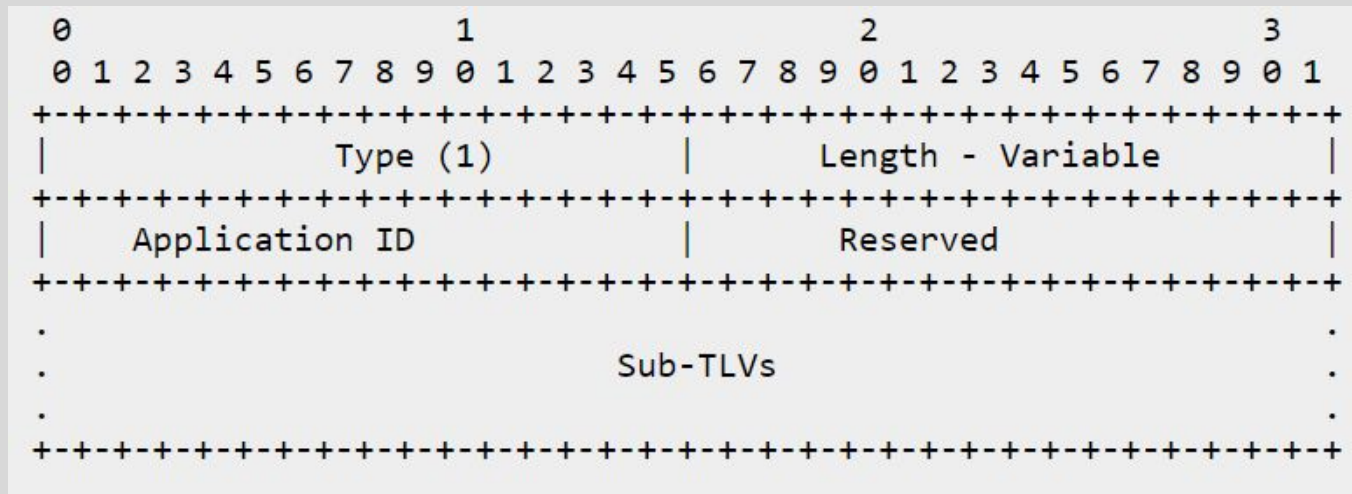 0                   1                   2                   3
0 1 2 3 4 5 6 7 8 9 0 1 2 3 4 5 6 7 8 9 0 1 2 3 4 5 6 7 8 9 0 1
+-+-+-+-+-+-+-+-+-+-+-+-+-+-+-+-+-+-+-+-+-+-+-+-+-+-+-+-+-+-+-+-+
|              Type (1)         |      Length - Variable        |
+-+-+-+-+-+-+-+-+-+-+-+-+-+-+-+-+-+-+-+-+-+-+-+-+-+-+-+-+-+-+-+-+
|    Application ID             |       Reserved                |
+-+-+-+-+-+-+-+-+-+-+-+-+-+-+-+-+-+-+-+-+-+-+-+-+-+-+-+-+-+-+-+-+
.                                                               .
.                            Sub-TLVs                           .
.                                                               .
+-+-+-+-+-+-+-+-+-+-+-+-+-+-+-+-+-+-+-+-+-+-+-+-+-+-+-+-+-+-+-+-+